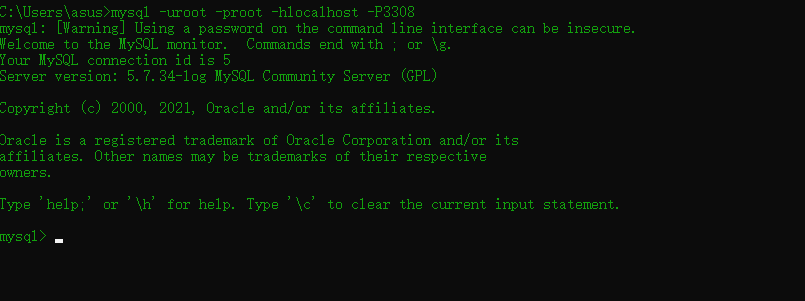 C:\Users\asus>mysql -uroot -proot -hlocalhost -P3308
mysql: [Warning] Using a password on the command line interface can be insecure.
Welcome to the MySQL monitor.  Commands end with ; or \g.
Your MySQL connection id is 5
Server version: 5.7.34-log MySQL Community Server (GPL)
Copyright (c) 2000, 2021, Oracle and/or its affiliates.
Oracle is a registered trademark of Oracle Corporation and/or its
affiliates. Other names may be trademarks of their respective
owners.
Type 'help;' or '\h' for help. Type '\c' to clear the current input statement.
mysql>